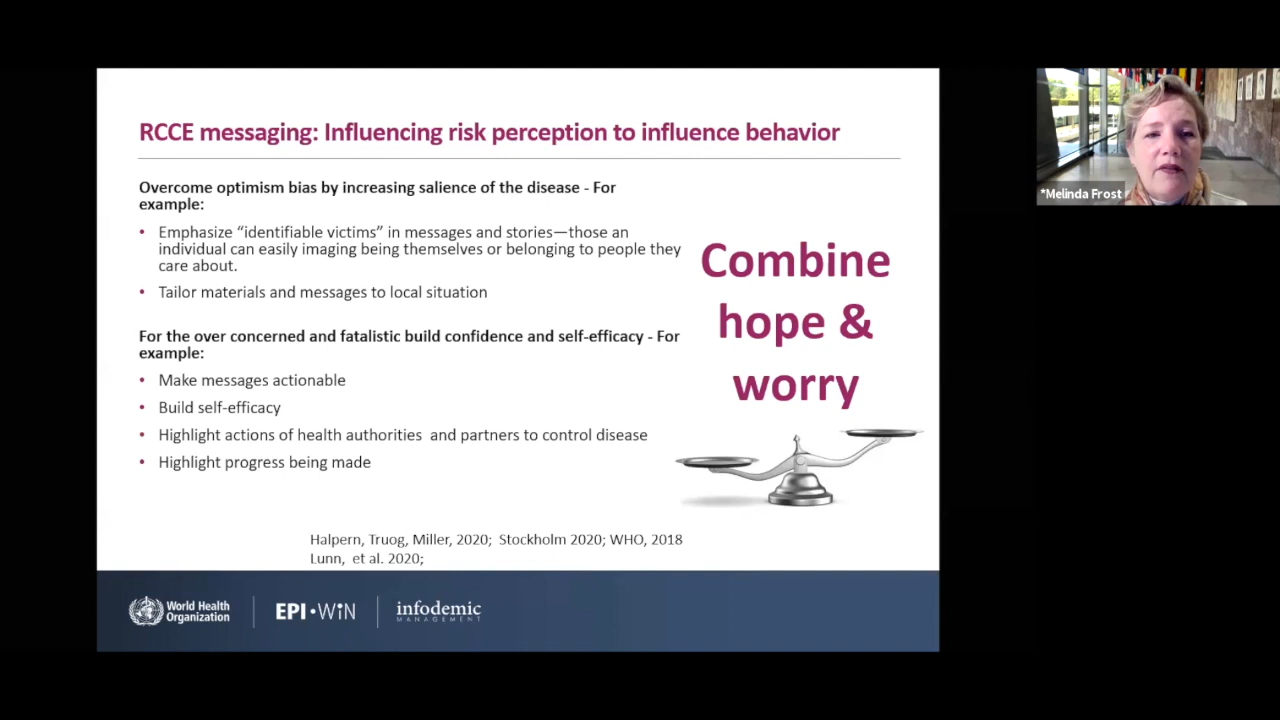 RCCE messaging: Influencing risk perception to influence behavior
Overcome optimism bias by increasing salience of the disease - For
example:
• Emphasize “identifiable victims” in messages and stories—those an
individual can easily imaging being themselves or belonging to people they
care about.
• Tailor materials and messages to local situation
For the over concerned and fatalistic build confidence and self-efficacy - For
example:
• Make messages actionable
• Build self-efficacy
• Highlight actions of health authorities and partners to control disease
• Highlight progress being made
Combine
hope &
worry
Halpern, Truog, Miller, 2020; Stockholm 2020; WHO, 2018
Lunn, et al. 2020;
World Health
Organization
EPI•WiN
infodemic
MANAGEMENT
*Melinda Frost